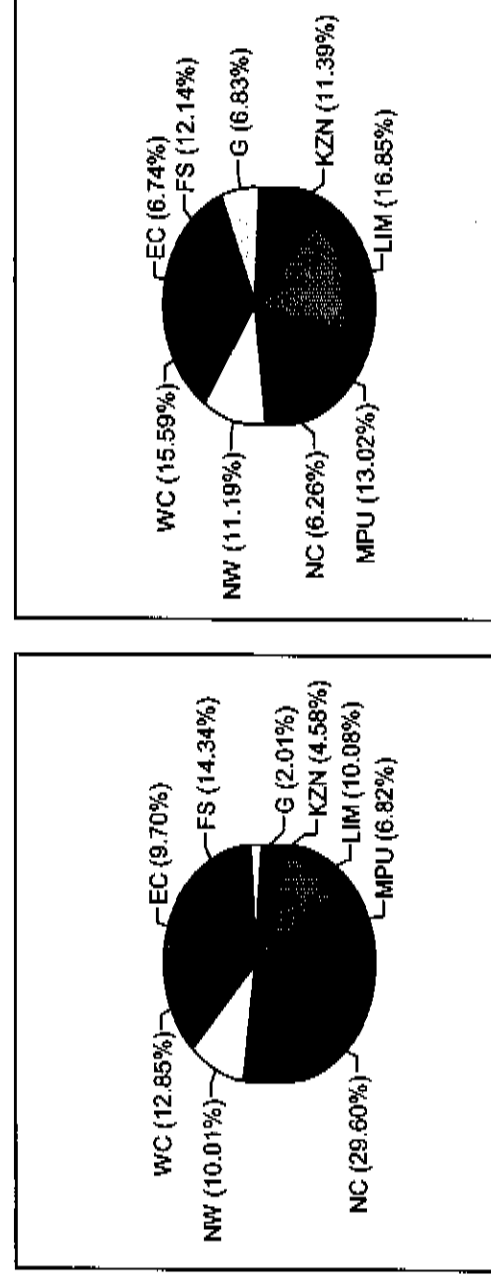 EC (9.70%)
FS (14.34%)
G (2.01%)
KZN (4.58%)
LIM (10.08%)
MPU (6.82%)
NC (29.60%)
NW (10.01%)
WC (12.85%)
EC (6.74%)
FS (12.14%)
G (6.83%)
KZN (11.39%)
LIM (16.85%)
MPU (13.02%)
NC (6.26%)
NW (11.19%)
WC (15.59%)